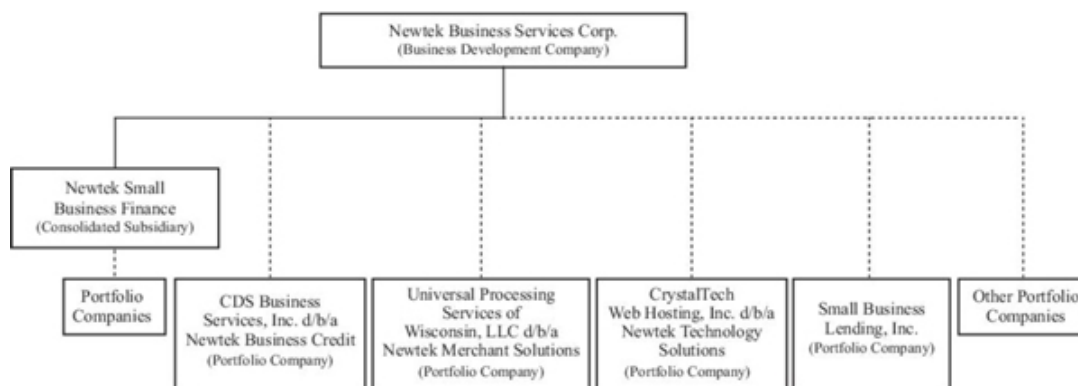 Newtek Business Services Corp.
(Business Development Company)
Newtek Small
Business Finance
(Consolidated Subsidiary)
Portfolio
Companies
CDS Business
Services, Inc. d/b/a
Newtek Business Credit
(Portfolio Company)
Universal Processing
Services of
Wisconsin, LLC d/b/a
Newtek Merchant Solutions
(Portfolio Company)
CrystalTech
Web Hosting, Inc. d/b/a
Newtek Technology
Solutions
(Portfolio Company)
Small Business
Lending, Inc.
(Portfolio Company)
Other Portfolio
Companies